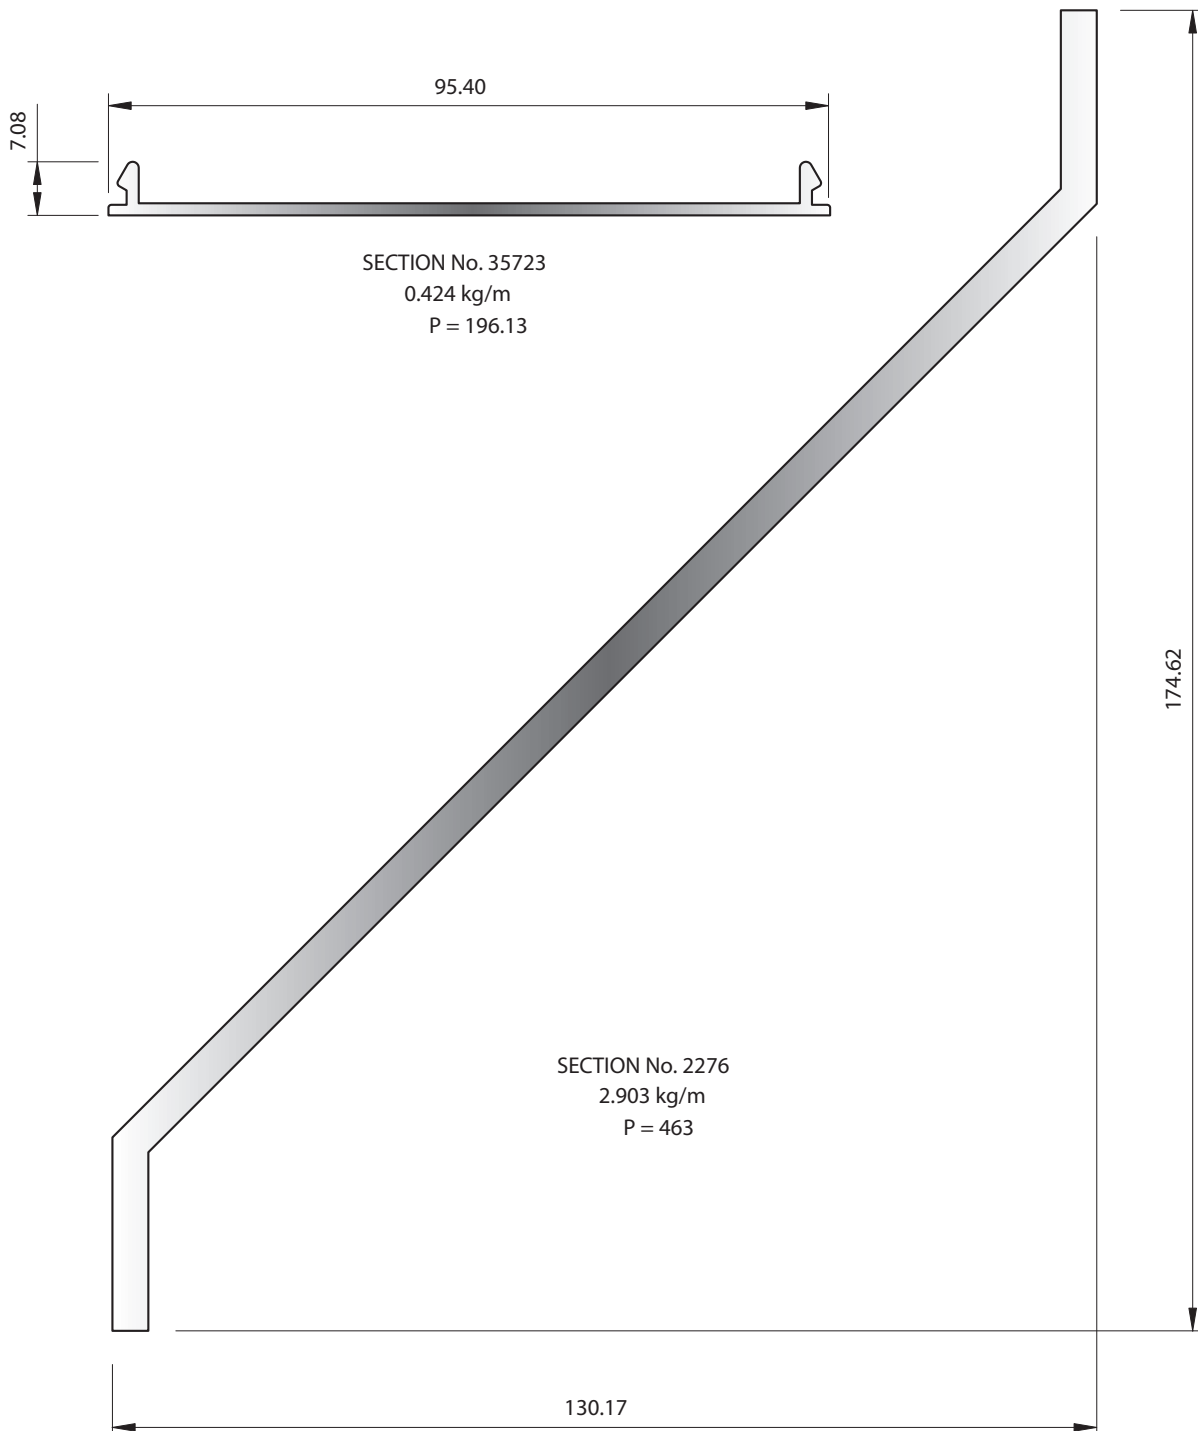 95.40
7.08
SECTION No. 35723
0.424 kg/m
P = 196.13
174.62
SECTION No. 2276
2.903 kg/m
P = 463
130.17